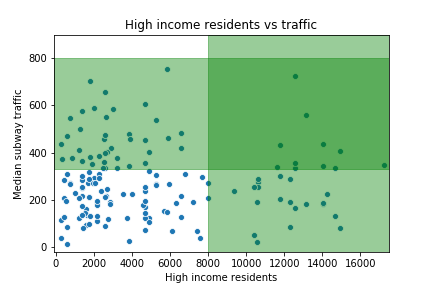 High income residents vs traffic
Median subway traffic
800
600
400
200
0
0 2000 4000 6000 8000 10000 12000 14000 16000
High income residents